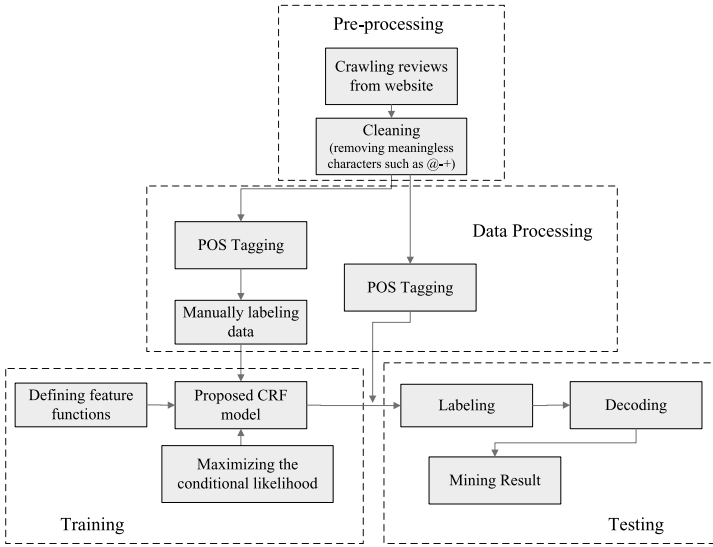 Pre-processing
Crawling reviews
from website
Cleaning
(removing meaningless
characters such as @-+)
Data Processing
POS Tagging
POS Tagging
Manually labeling
data
Defining feature
functions
Proposed CRF
model
Labeling
Decoding
Maximizing the
conditional likelihood
Mining Result
Training
Testing